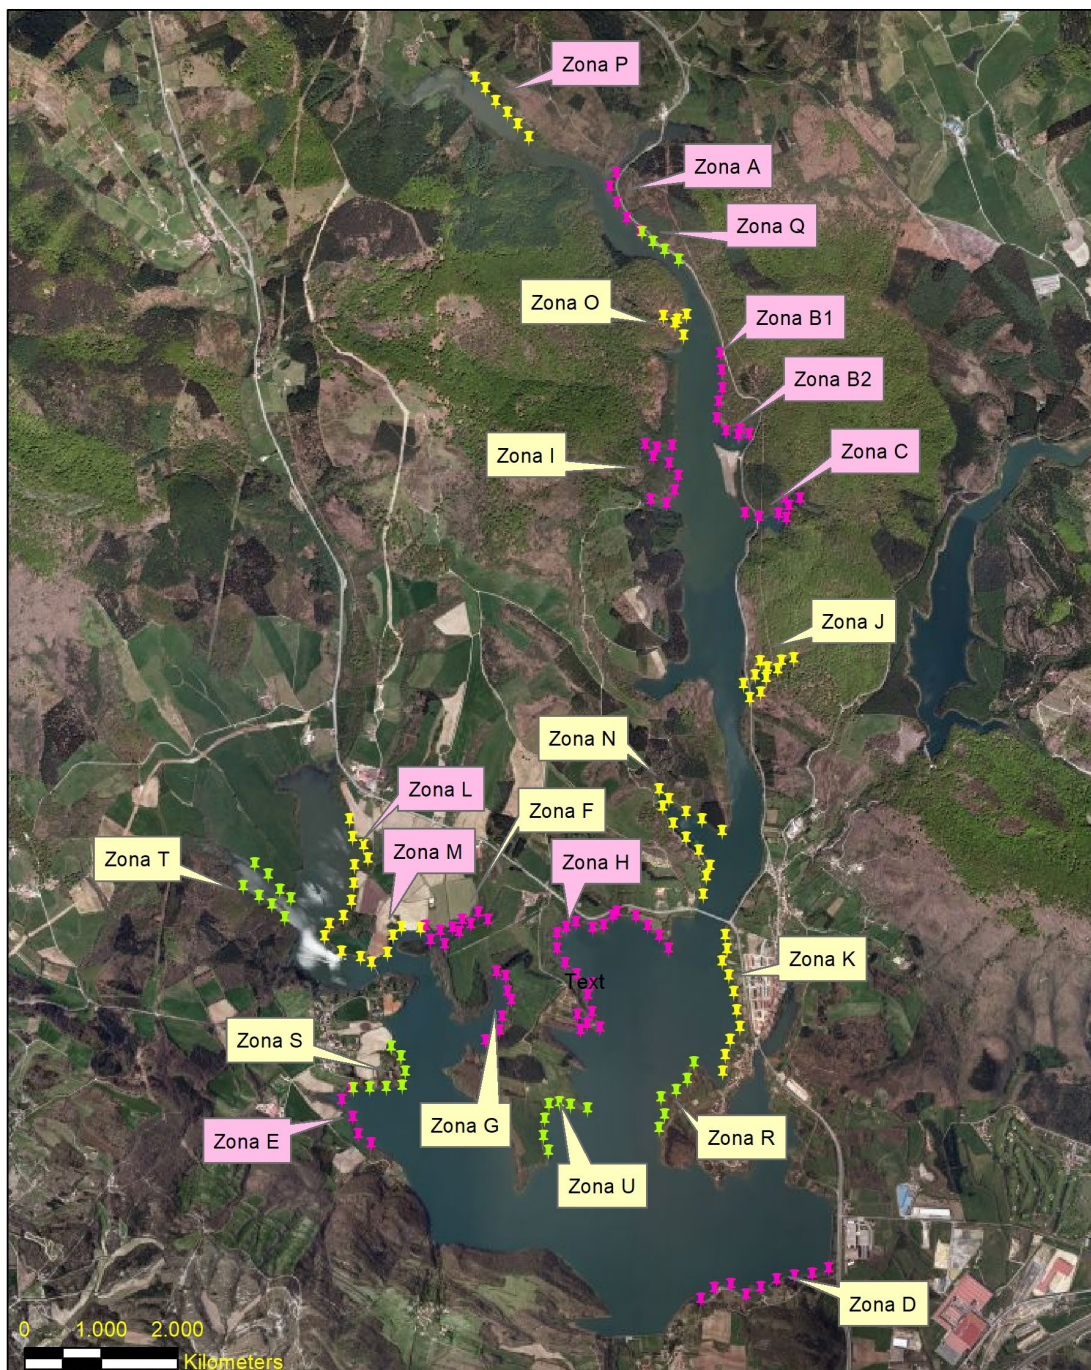 Zona P
Zona A
Zona Q
Zona O
Zona B1
Zona B2
Zona I
Zona C
Zona J
Zona N
Zona L
Zona F
Zona T
Zona M
Zona H
Zona K
Text
Zona S
Zona G
Zona E
Zona R
Zona U
Zona D
0 1.000 2.000
Kilometers